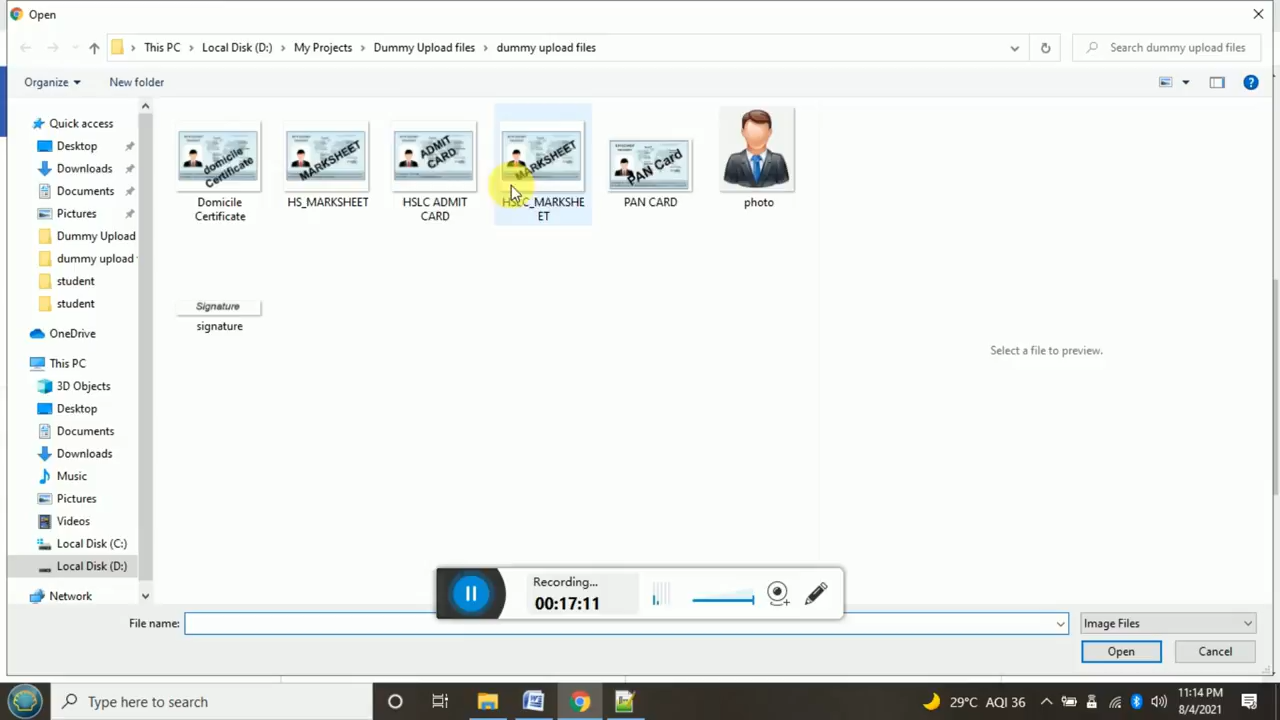 Open
This PC
Local Disk (D:)
My Projects
Dummy Upload files
dummy upload files
Search dummy upload files
Organize
New folder
Quick access
Desktop
Downloads
Documents
Pictures
Dummy Upload
dummy upload
student
student
OneDrive
This PC
3D Objects
Desktop
Documents
Downloads
Music
Pictures
Videos
Local Disk (C:)
Local Disk (D:)
Network
domicile
Certificate
Domicile
Certificate
MARKSHEET
HS_MARKSHEET
ADMIT
CARD
HSLC ADMIT
CARD
MARKSHEET
HSLC_MARKSHE
ET
PAN Card
PAN CARD
photo
Signature
signature
Select a file to preview.
Recording...
00:17:11
File name:
Image Files
Open
Cancel
Type here to search
29°C AQI 36
11:14 PM
8/4/2021